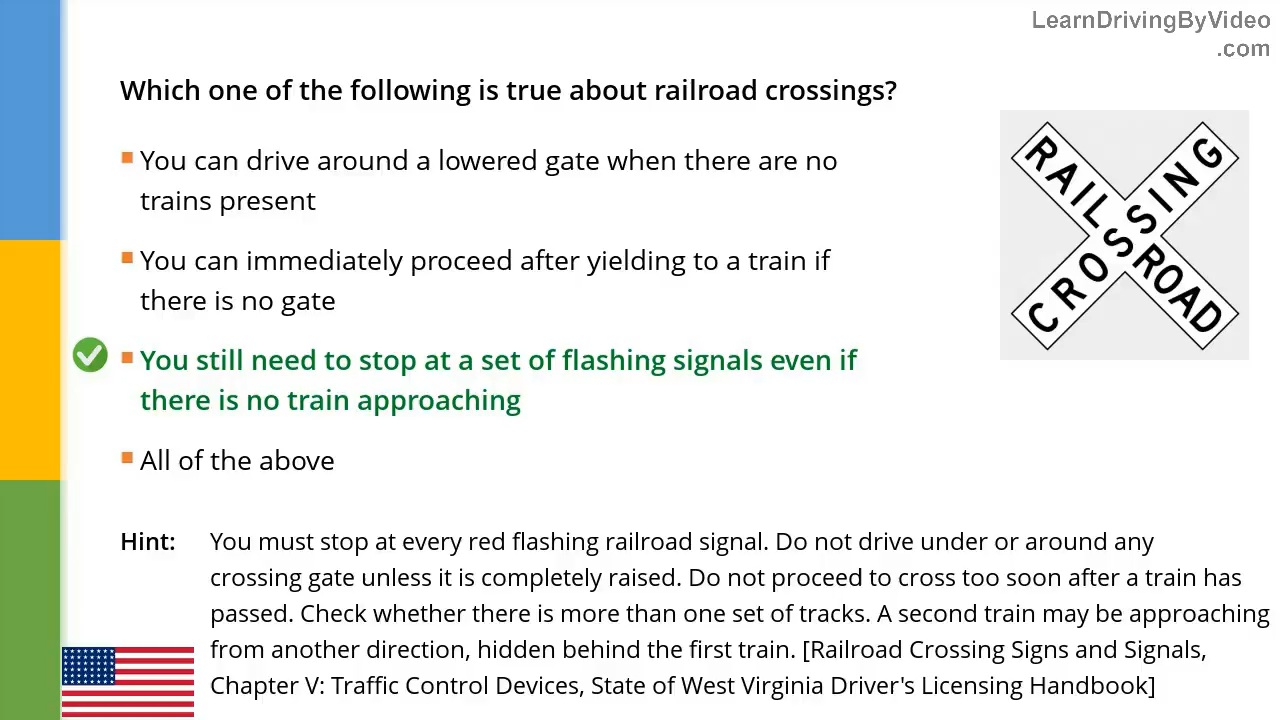 LearnDrivingByVideo
.com
Which one of the following is true about railroad crossings?
You can drive around a lowered gate when there are no
trains present
You can immediately proceed after yielding to a train if
there is no gate
You still need to stop at a set of flashing signals even if
there is no train approaching
All of the above
RAILROAD
CROSSING
Hint: You must stop at every red flashing railroad signal. Do not drive under or around any
crossing gate unless it is completely raised. Do not proceed to cross too soon after a train has
passed. Check whether there is more than one set of tracks. A second train may be approaching
from another direction, hidden behind the first train. [Railroad Crossing Signs and Signals,
Chapter V: Traffic Control Devices, State of West Virginia Driver's Licensing Handbook]